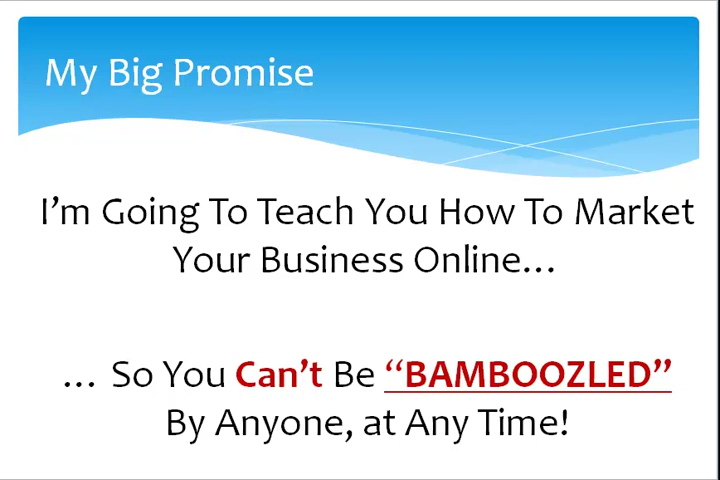 My Big Promise
I'm Going To Teach You How To Market
Your Business Online...
... So You Can't Be “BAMBOOZLED”
By Anyone, at Any Time!